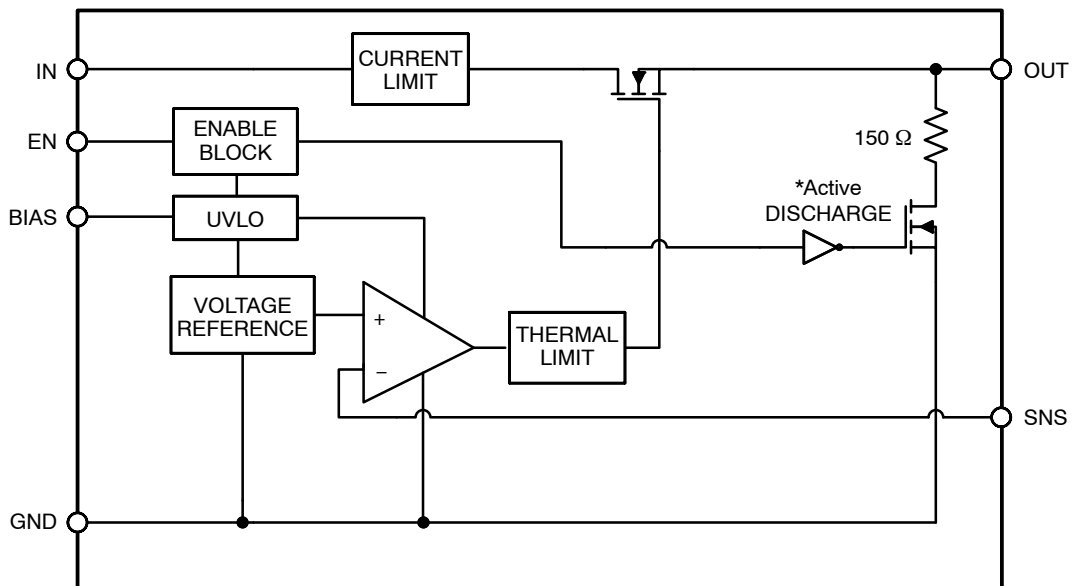 CURRENT
LIMIT
IN
OUT
EN
ENABLE
BLOCK
150 Ω
*Active
DISCHARGE
BIAS
UVLO
VOLTAGE
REFERENCE
+
−
THERMAL
LIMIT
SNS
GND